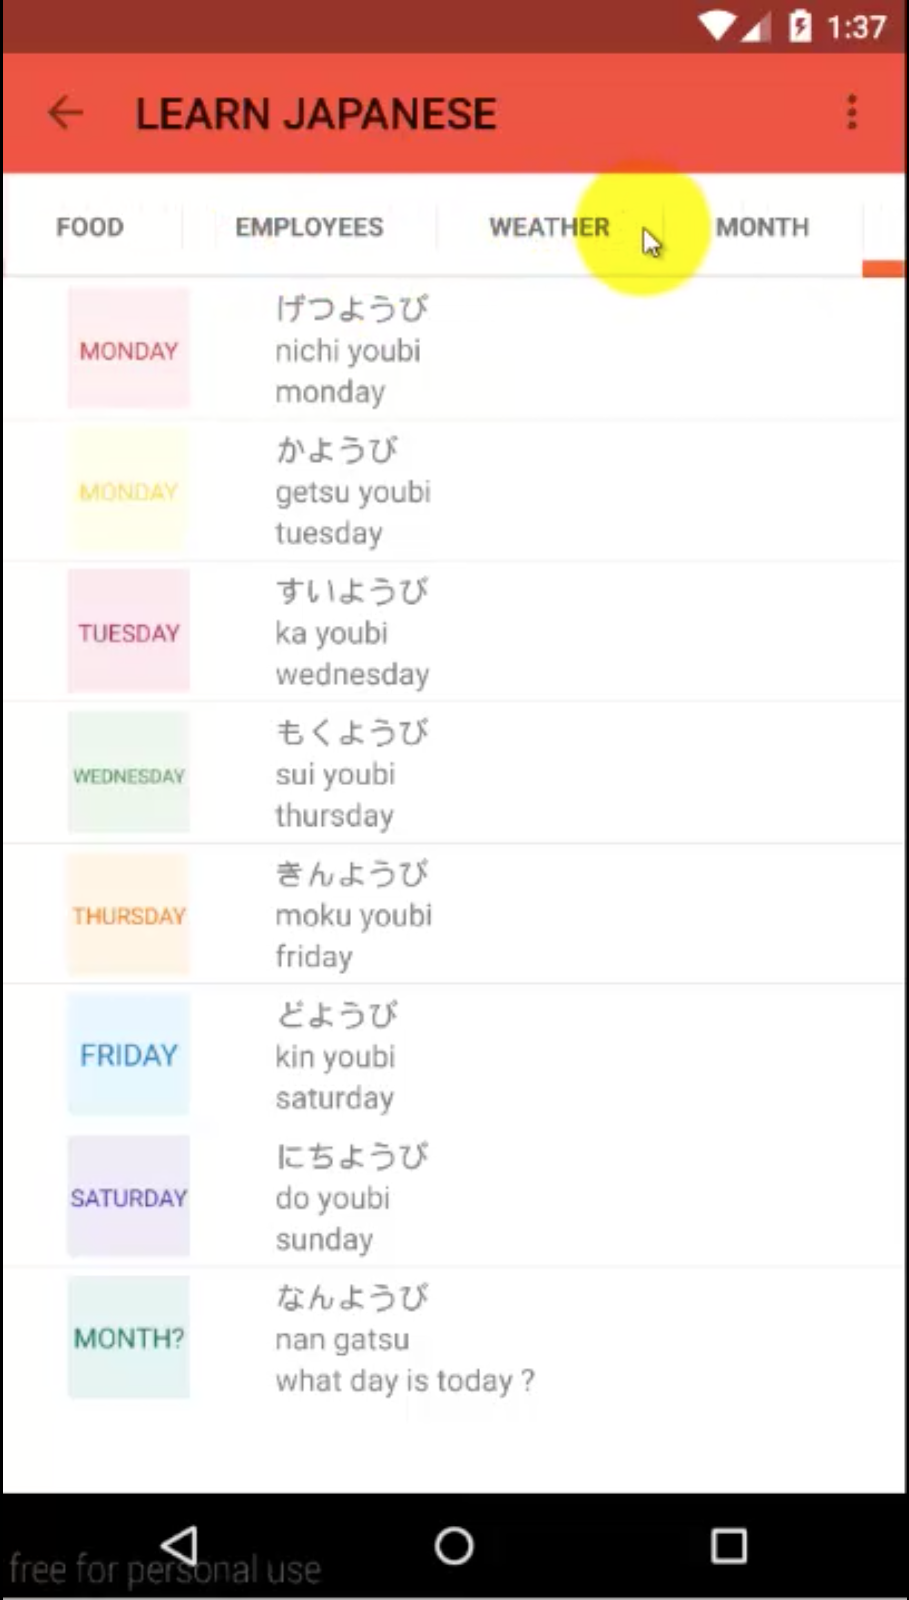 1:37
LEARN JAPANESE
FOOD EMPLOYEES WEATHER MONTH
MONDAY
げつようび
nichi youbi
monday
MONDAY
かようび
getsu youbi
tuesday
TUESDAY
すいようび
ka youbi
wednesday
WEDNESDAY
もくようび
sui youbi
thursday
THURSDAY
きんようび
moku youbi
friday
FRIDAY
どようび
kin youbi
saturday
SATURDAY
にちようび
do youbi
sunday
MONTH?
なんようび
nan gatsu
what day is today ?
free for personal use